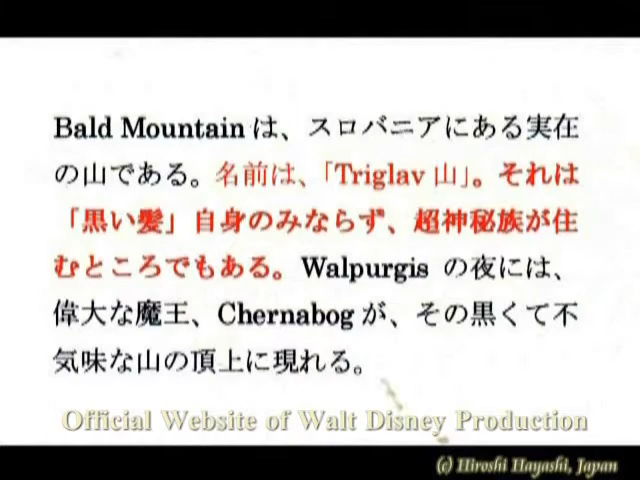 Bald Mountain は、スロバニアにある実在
の山である。名前は、「Triglav 山」。それは
「黒い髪」自身のみならず、超神秘族が住
むところでもある。Walpurgis の夜には、
偉大な魔王、Chernabog が、その黒くて不
気味な山の頂上に現れる。
Official Website of Walt Disney Production
(c) Hiroshi Hayashi, Japan